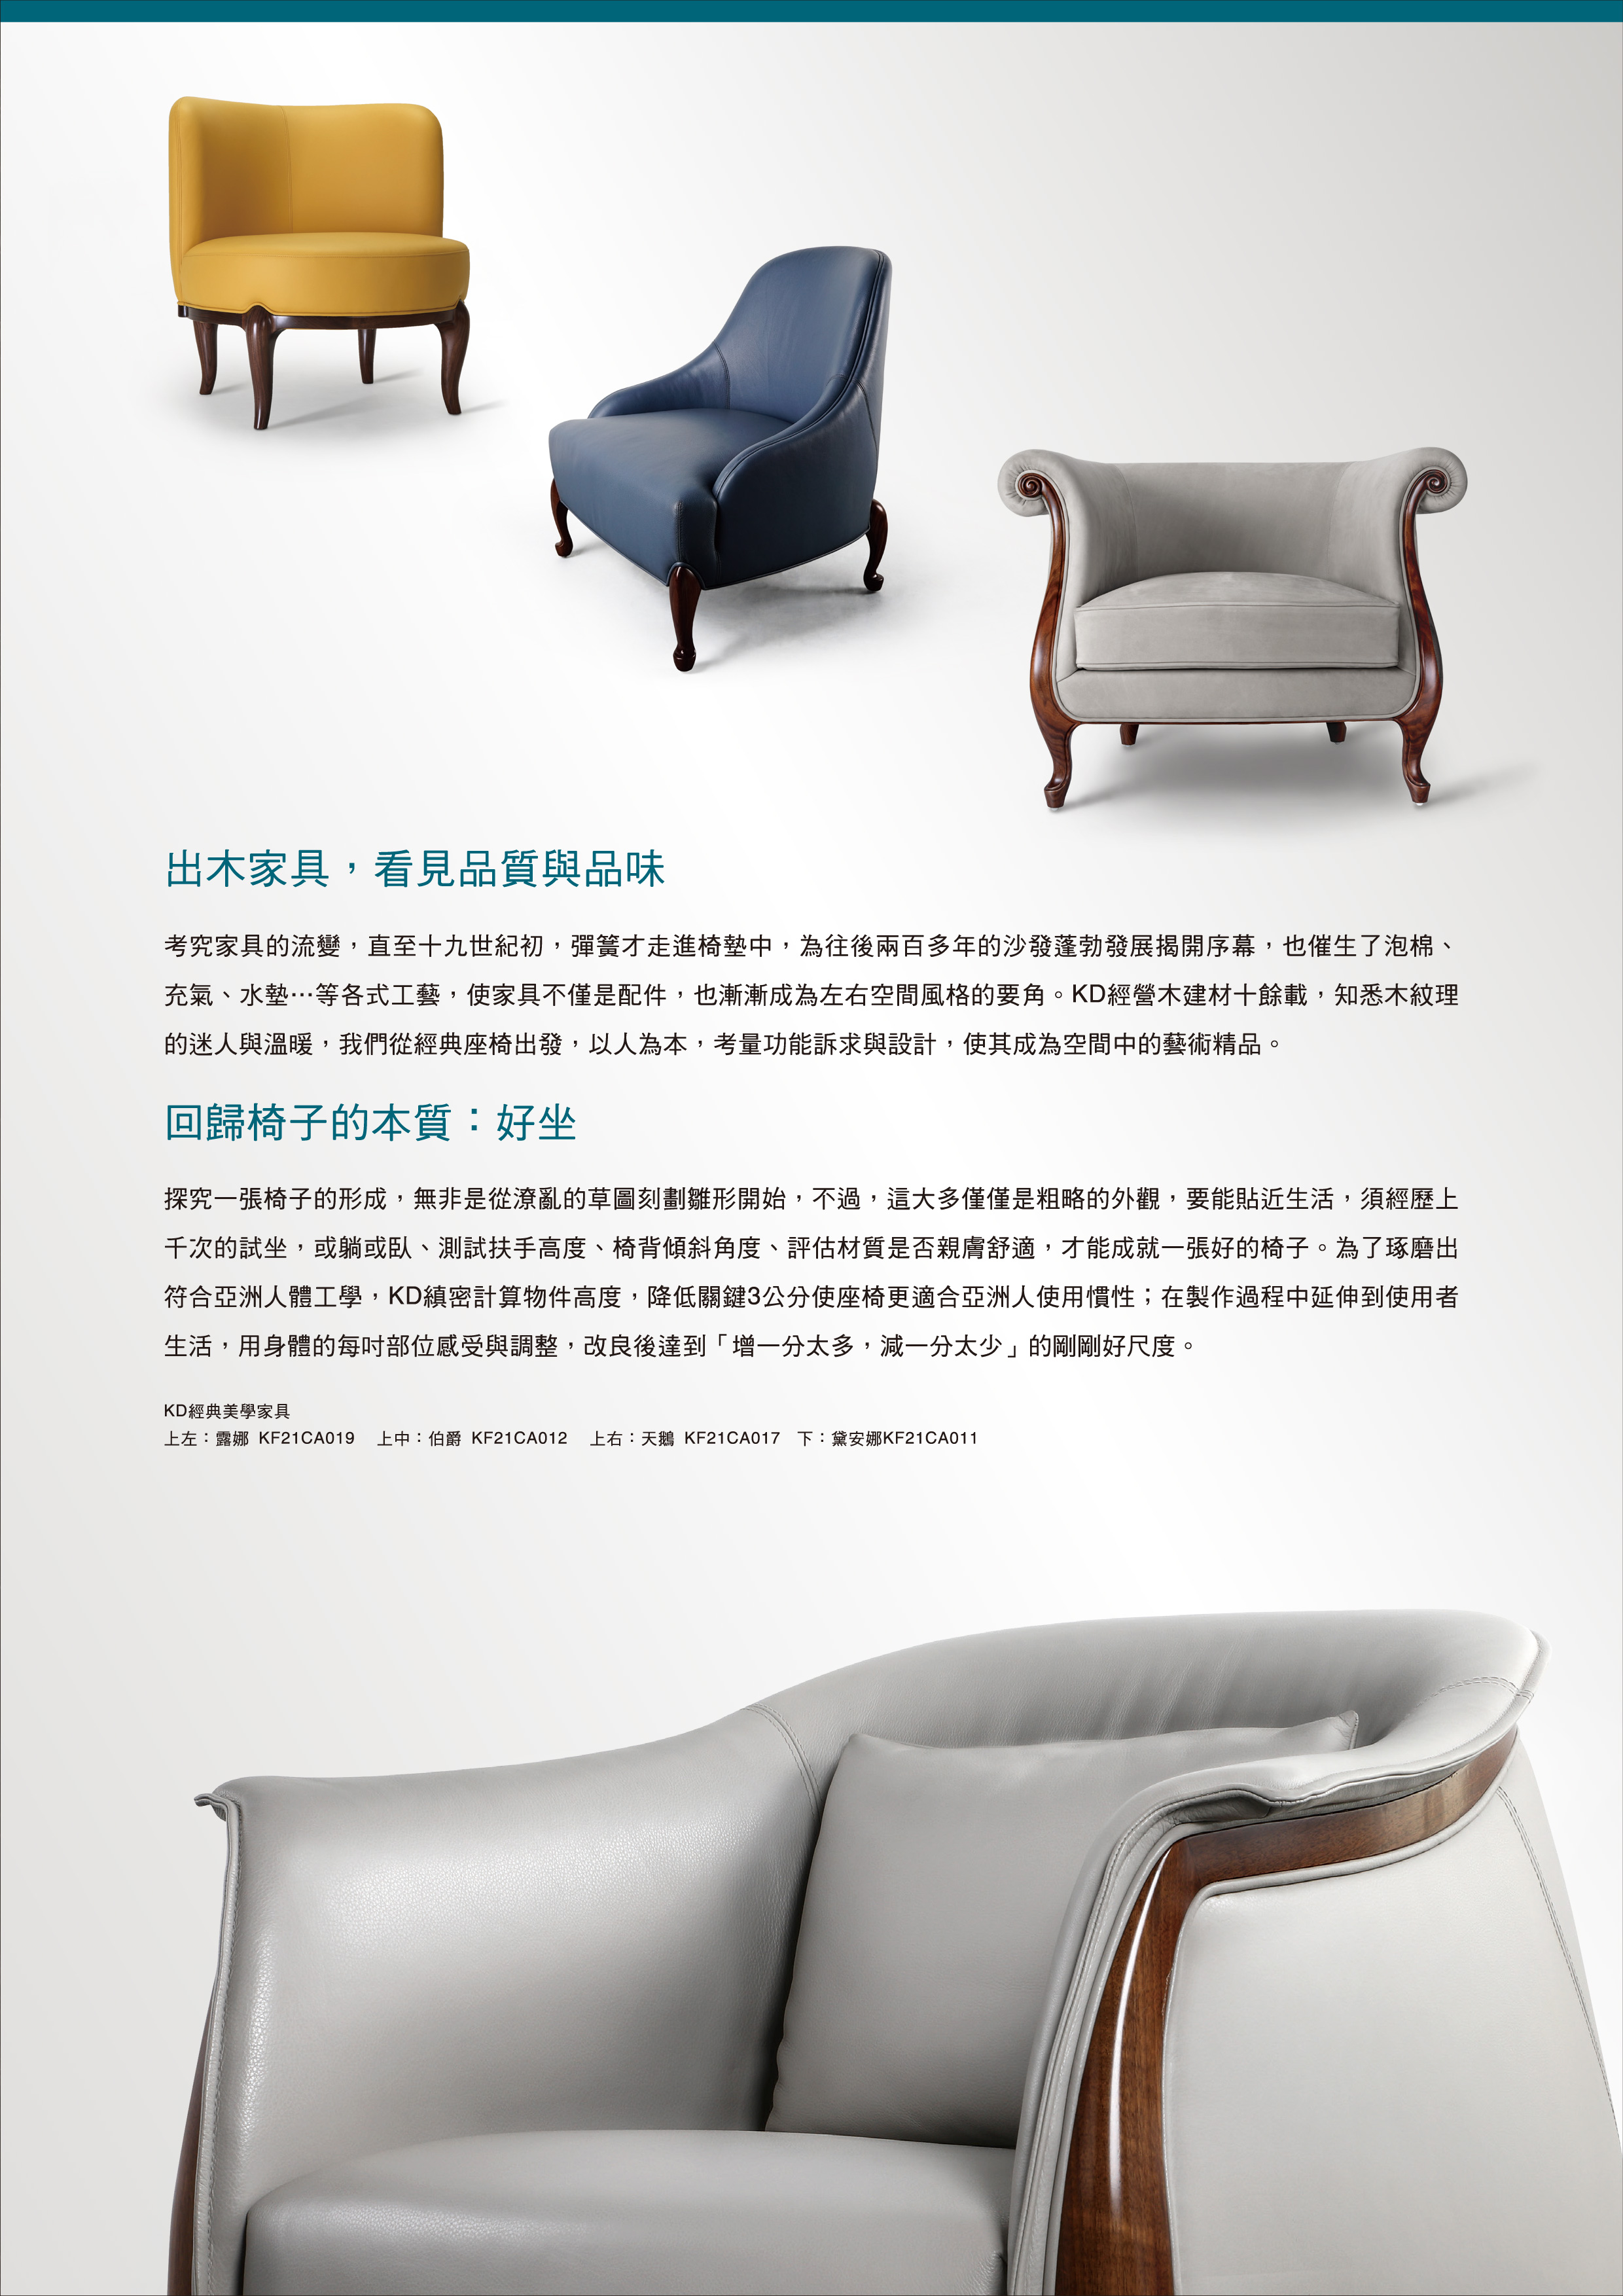 出木家具，看見品質與品味
考究家具的流變，直至十九世紀初，彈簧才走進椅墊中，為往後兩百多年的沙發蓬勃發展揭開序幕，也催生了泡棉、
充氣、水墊…等各式工藝，使家具不僅是配件，也漸漸成為左右空間風格的要角。KD經營木建材十餘載，知悉木紋理
的迷人與溫暖，我們從經典座椅出發，以人為本，考量功能訴求與設計，使其成為空間中的藝術精品。
回歸椅子的本質：好坐
探究一張椅子的形成，無非是從潦亂的草圖刻劃雛形開始，不過，這大多僅僅是粗略的外觀，要能貼近生活，須經歷上
千次的試坐，或躺或臥、測試扶手高度、椅背傾斜角度、評估材質是否親膚舒適，才能成就一張好的椅子。為了琢磨出
符合亞洲人體工學，KD縝密計算物件高度，降低關鍵3公分使座椅更適合亞洲人使用慣性；在製作過程中延伸到使用者
生活，用身體的每吋部位感受與調整，改良後達到「增一分太多，減一分太少」的剛剛好尺度。
KD經典美學家具
上左：露娜 KF21CA019 上中：伯爵 KF21CA012 上右：天鵝 KF21CA017 下：黛安娜KF21CA011